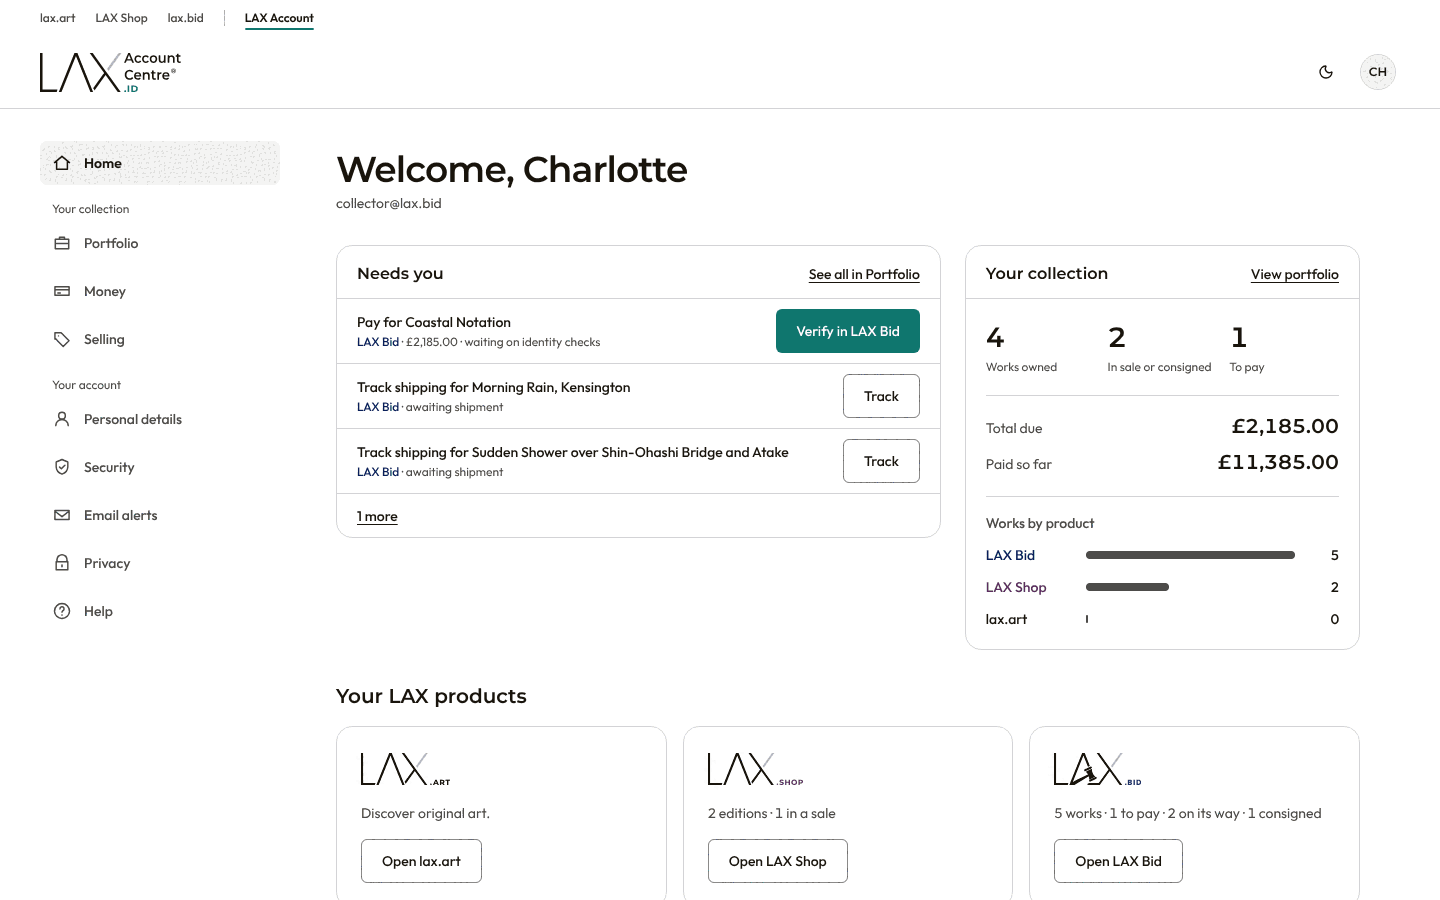 lax.art LAX Shop lax.bid LAX Account
LAX Account
Centre®
.ID
CH
Home
Your collection
Portfolio
Money
Selling
Your account
Personal details
Security
Email alerts
Privacy
Help
Welcome, Charlotte
collector@lax.bid
Needs you See all in Portfolio
Pay for Coastal Notation
LAX Bid · £2,185.00 · waiting on identity checks
Verify in LAX Bid
Track shipping for Morning Rain, Kensington
LAX Bid · awaiting shipment
Track
Track shipping for Sudden Shower over Shin-Ohashi Bridge and Atake
LAX Bid · awaiting shipment
Track
1 more
Your collection View portfolio
4 2 1
Works owned In sale or consigned To pay
Total due £2,185.00
Paid so far £11,385.00
Works by product
LAX Bid 5
LAX Shop 2
lax.art 0
Your LAX products
LAX.ART
Discover original art.
Open lax.art
LAX.SHOP
2 editions · 1 in a sale
Open LAX Shop
LAX.BID
5 works · 1 to pay · 2 on its way · 1 consigned
Open LAX Bid